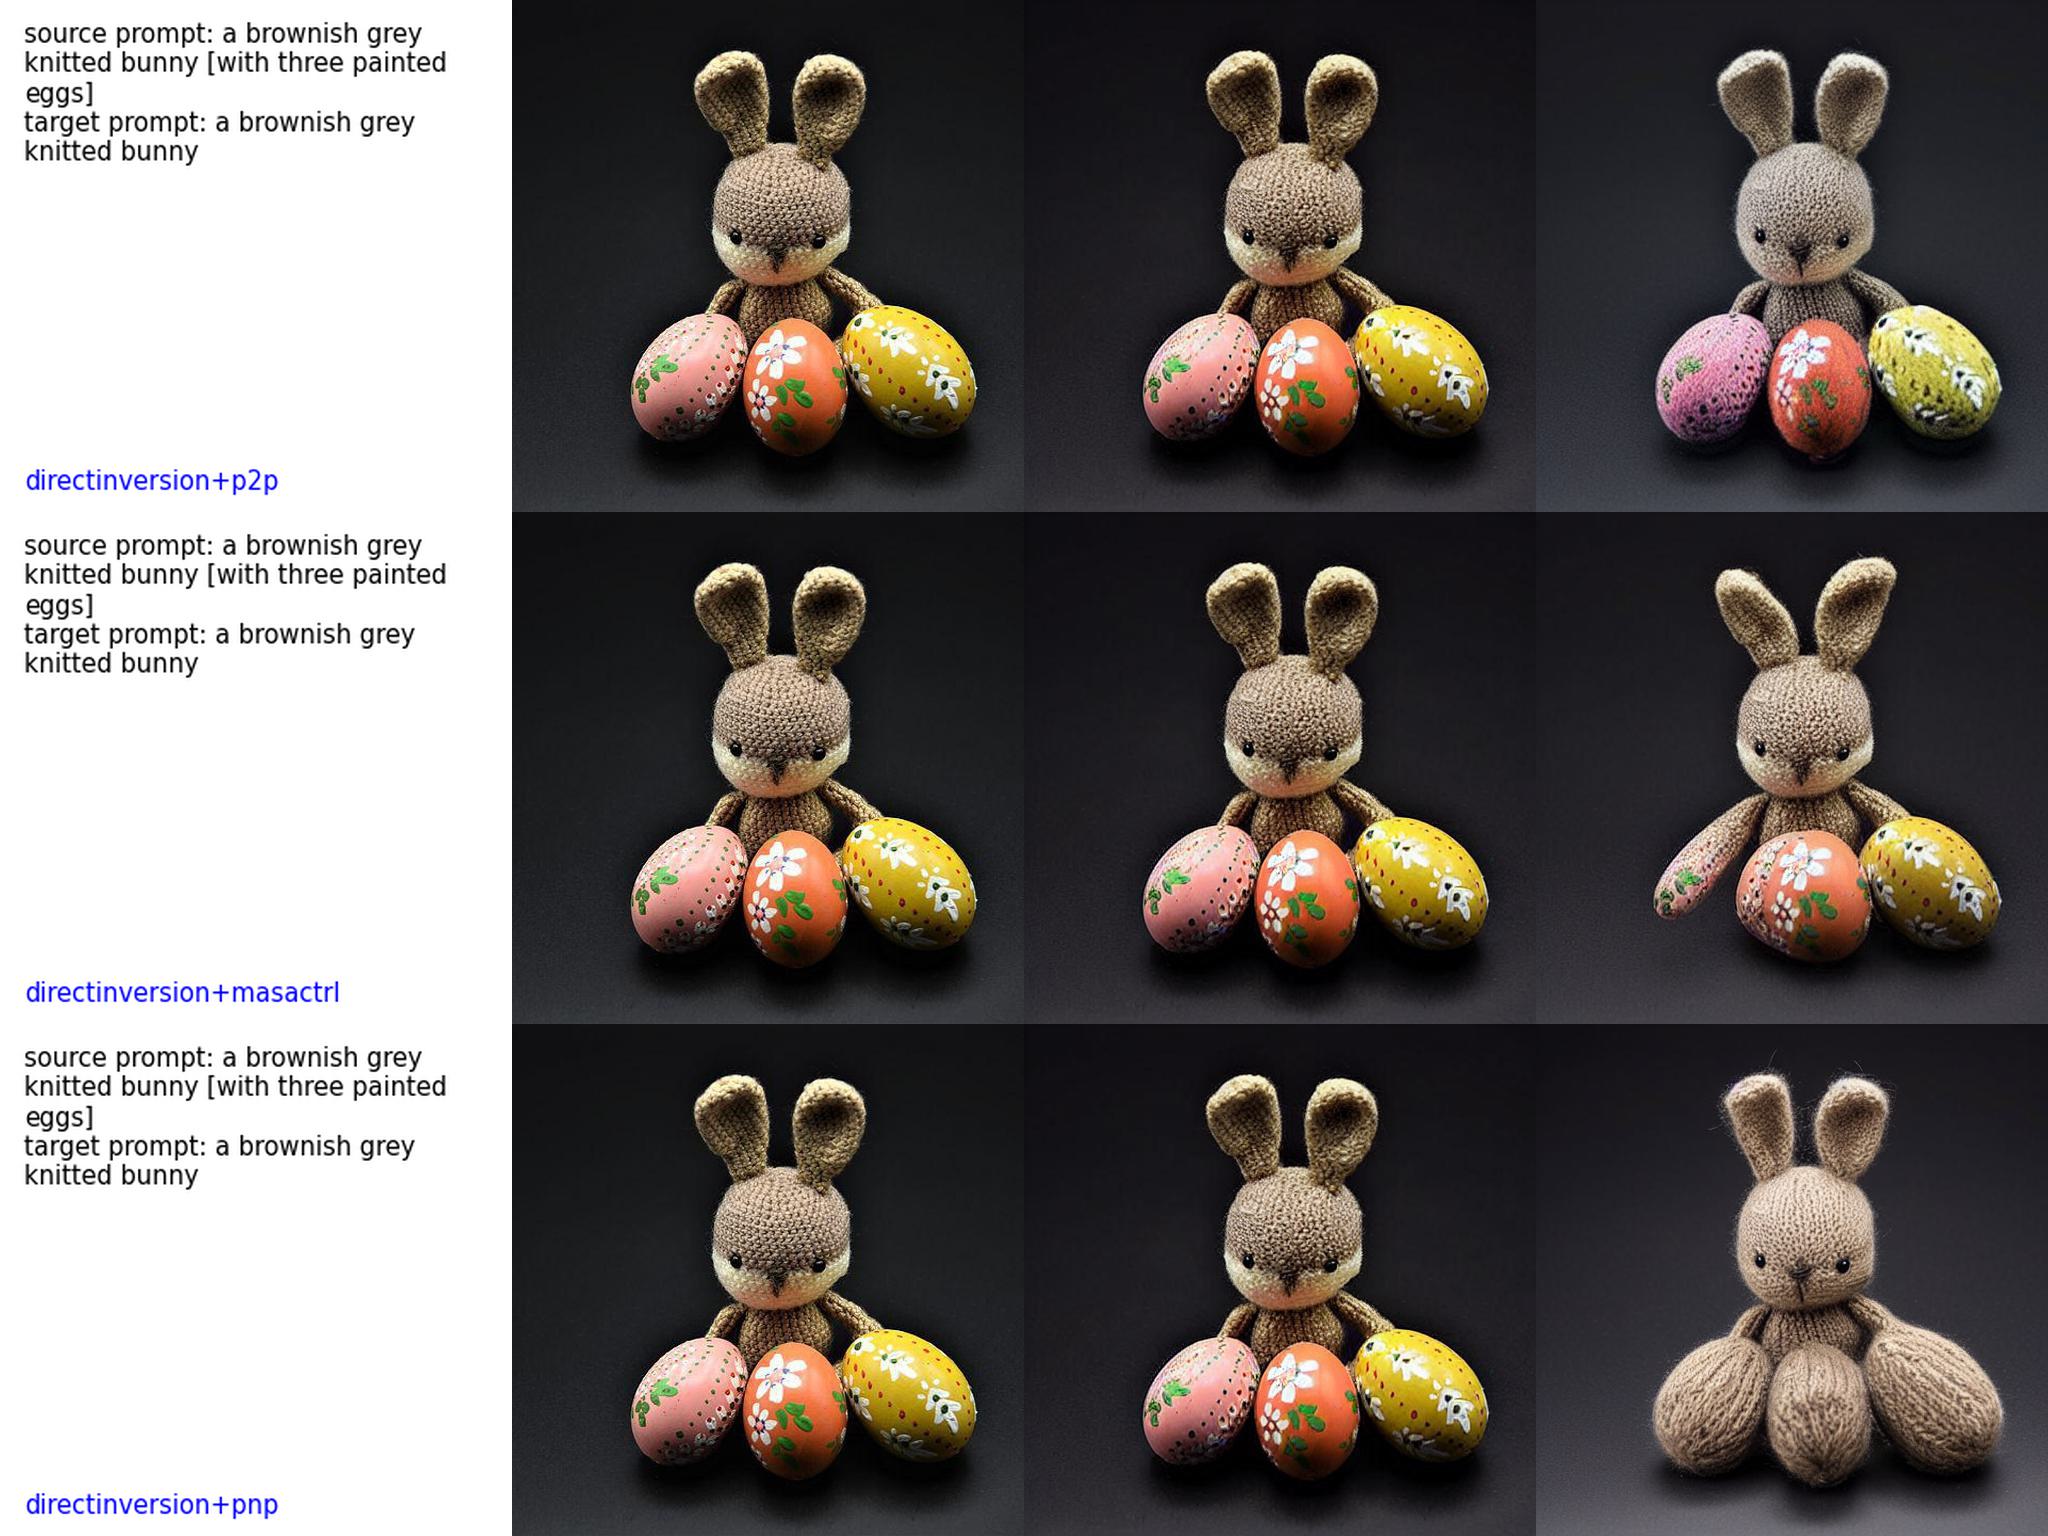 source prompt: a brownish grey
knitted bunny [with three painted
eggs]
target prompt: a brownish grey
knitted bunny
directinversion+p2p
source prompt: a brownish grey
knitted bunny [with three painted
eggs]
target prompt: a brownish grey
knitted bunny
directinversion+masactrl
source prompt: a brownish grey
knitted bunny [with three painted
eggs]
target prompt: a brownish grey
knitted bunny
directinversion+pnp